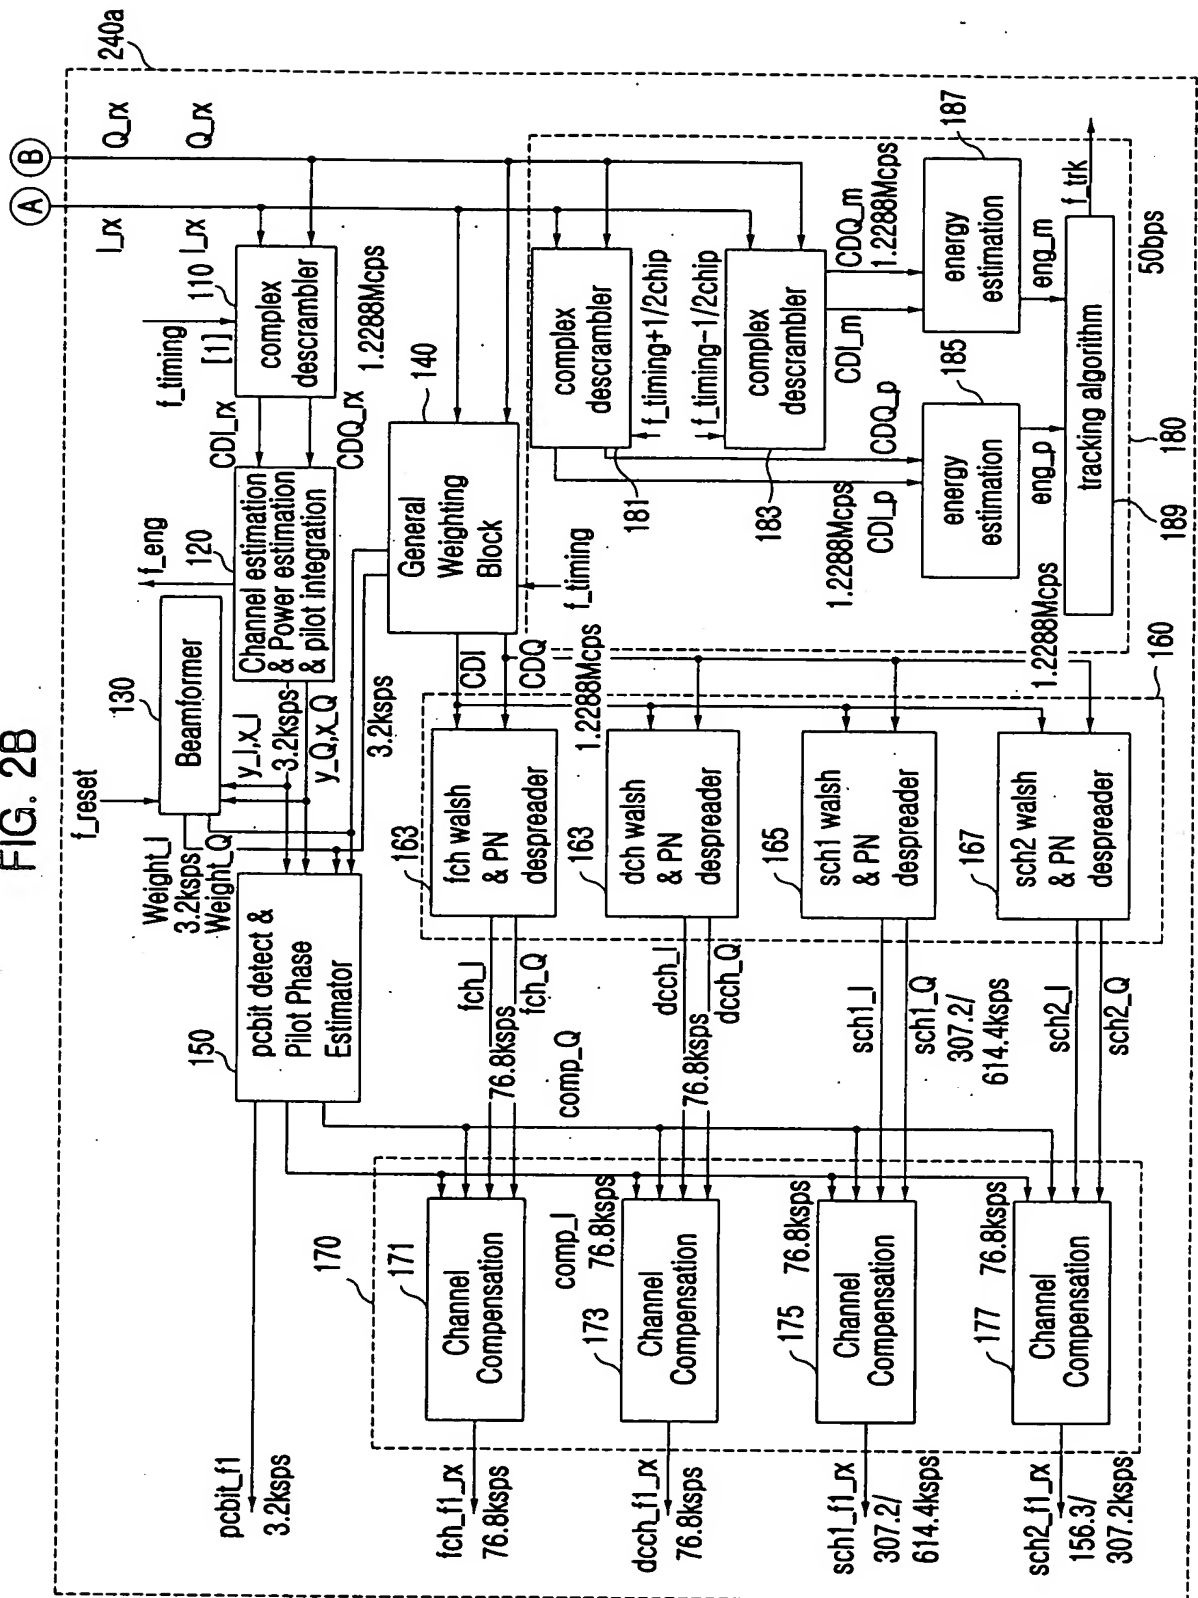 FIG. 2B
240a
A
B
I_rx
Q_rx
I_rx
Q_rx
f_timing
[1]
110
complex
descrambler
1.2288Mcps
CDI_rx
CDQ_rx
f_eng
120
Channel estimation
& Power estimation
& pilot integration
130
Beamformer
f_reset
y_I,x_I
3.2ksps
y_Q,x_Q
Weight_I
3.2ksps
Weight_Q
3.2ksps
150
pcbit detect &
Pilot Phase
Estimator
pcbit_f1
3.2ksps
140
General
Weighting
Block
f_timing
CDI
CDQ
1.2288Mcps
1.2288Mcps
160
163
fch walsh
& PN
despreader
163
dch walsh
& PN
despreader
165
sch1 walsh
& PN
despreader
167
sch2 walsh
& PN
despreader
fch_I
76.8ksps
fch_Q
dcch_I
76.8ksps
dcch_Q
sch1_I
sch1_Q
307.2/
614.4ksps
sch2_I
sch2_Q
comp_Q
comp_I
170
171
Channel
Compensation
76.8ksps
173
Channel
Compensation
76.8ksps
175
Channel
Compensation
76.8ksps
177
Channel
Compensation
fch_f1_rx
76.8ksps
dcch_f1_rx
76.8ksps
sch1_f1_rx
307.2/
614.4ksps
sch2_f1_rx
156.3/
307.2ksps
180
181
complex
descrambler
f_timing+1/2chip
183
complex
descrambler
f_timing-1/2chip
CDI_m
CDQ_m
1.2288Mcps
1.2288Mcps
CDI_p
CDQ_p
185
energy
estimation
187
energy
estimation
eng_p
eng_m
1.2288Mcps
189
tracking algorithm
f_trk
50bps